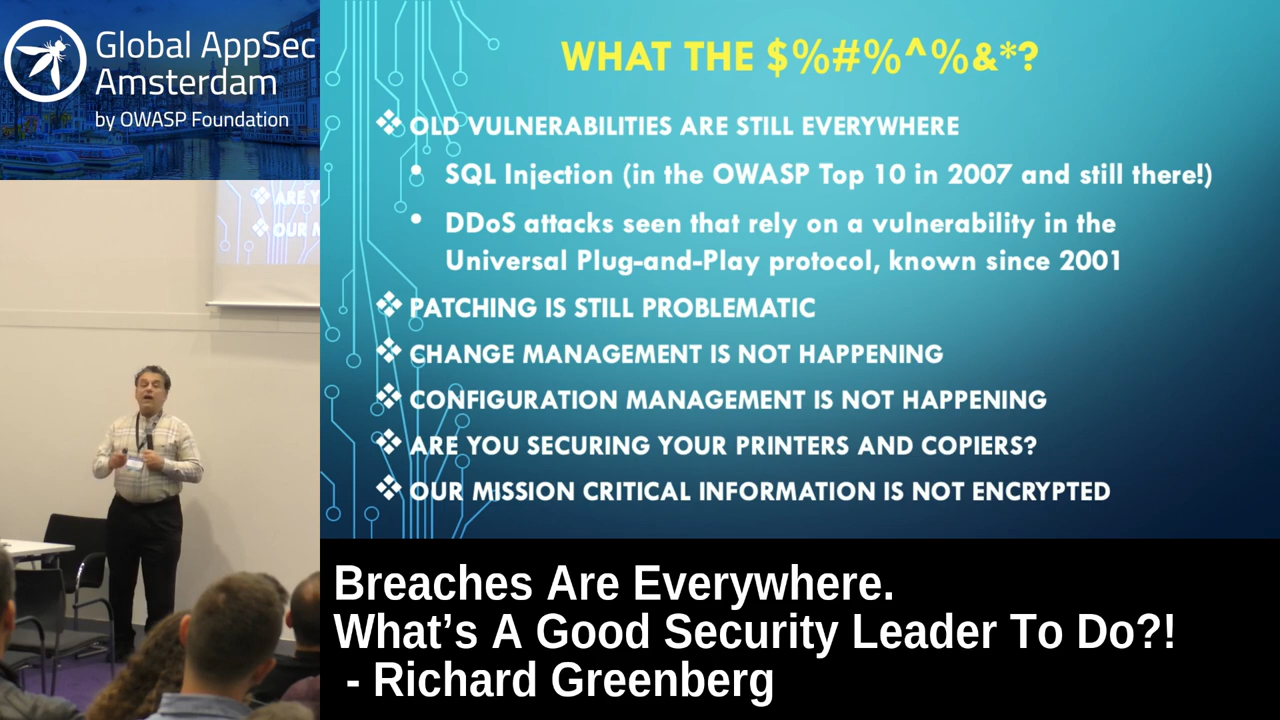 Global AppSec
Amsterdam
by OWASP Foundation
WHAT THE $%#%^%&*?
❖ OLD VULNERABILITIES ARE STILL EVERYWHERE
• SQL Injection (in the OWASP Top 10 in 2007 and still there!)
• DDoS attacks seen that rely on a vulnerability in the
Universal Plug-and-Play protocol, known since 2001
❖ PATCHING IS STILL PROBLEMATIC
❖ CHANGE MANAGEMENT IS NOT HAPPENING
❖ CONFIGURATION MANAGEMENT IS NOT HAPPENING
❖ ARE YOU SECURING YOUR PRINTERS AND COPIERS?
❖ OUR MISSION CRITICAL INFORMATION IS NOT ENCRYPTED
❖ ARE Y
❖ OUR M
Breaches Are Everywhere.
What’s A Good Security Leader To Do?!
- Richard Greenberg